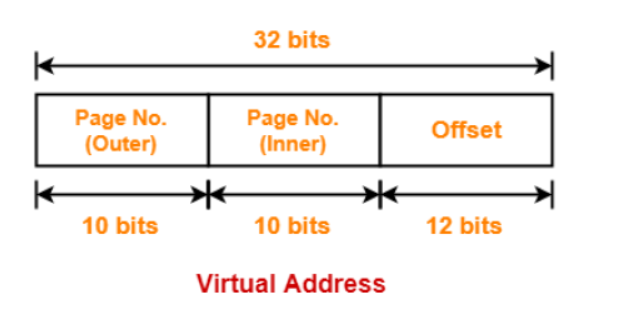 32 bits
Page No.
(Outer)
Page No.
(Inner)
Offset
10 bits
10 bits
12 bits
Virtual Address